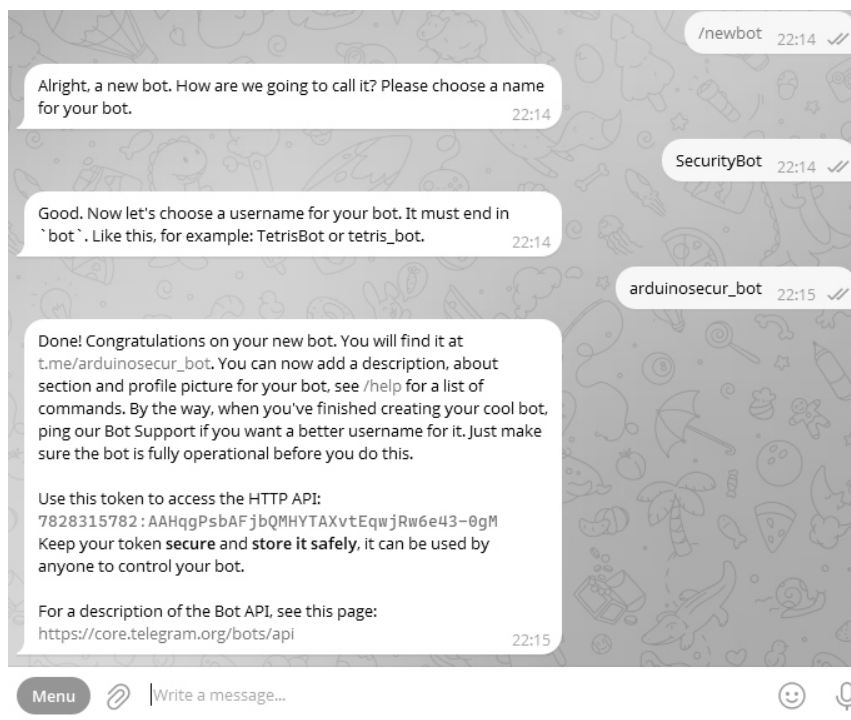 /newbot 22:14
Alright, a new bot. How are we going to call it? Please choose a name
for your bot.
22:14
SecurityBot 22:14
Good. Now let's choose a username for your bot. It must end in
`bot`. Like this, for example: TetrisBot or tetris_bot.
22:14
arduinosecur_bot 22:15
Done! Congratulations on your new bot. You will find it at
t.me/arduinosecur_bot. You can now add a description, about
section and profile picture for your bot, see /help for a list of
commands. By the way, when you've finished creating your cool bot,
ping our Bot Support if you want a better username for it. Just make
sure the bot is fully operational before you do this.
Use this token to access the HTTP API:
7828315782:AAHqgPsbAFjbQMHYTAXvtEqwjRw6e43-0gM
Keep your token secure and store it safely, it can be used by
anyone to control your bot.
For a description of the Bot API, see this page:
https://core.telegram.org/bots/api
22:15
Menu Write a message...